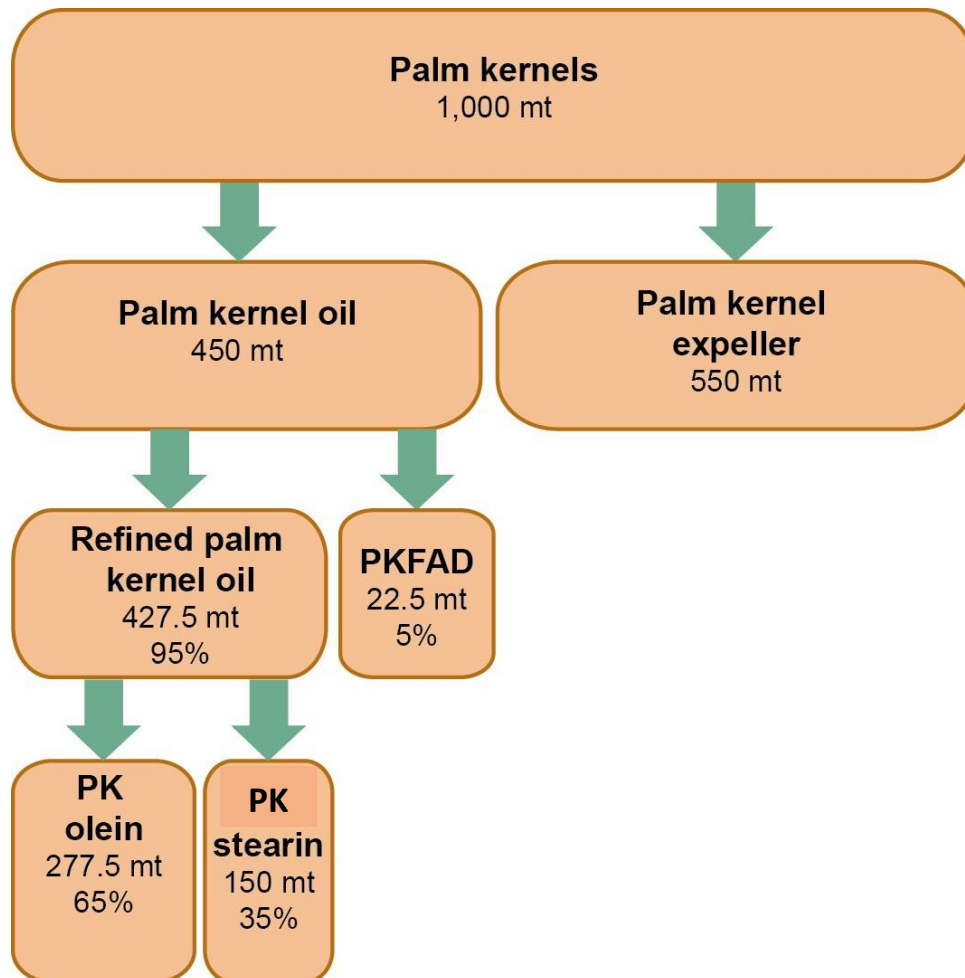 Palm kernels
1,000 mt
Palm kernel oil
450 mt
Palm kernel
expeller
550 mt
Refined palm
kernel oil
427.5 mt
95%
PKFAD
22.5 mt
5%
PK
olein
277.5 mt
65%
PK
stearin
150 mt
35%